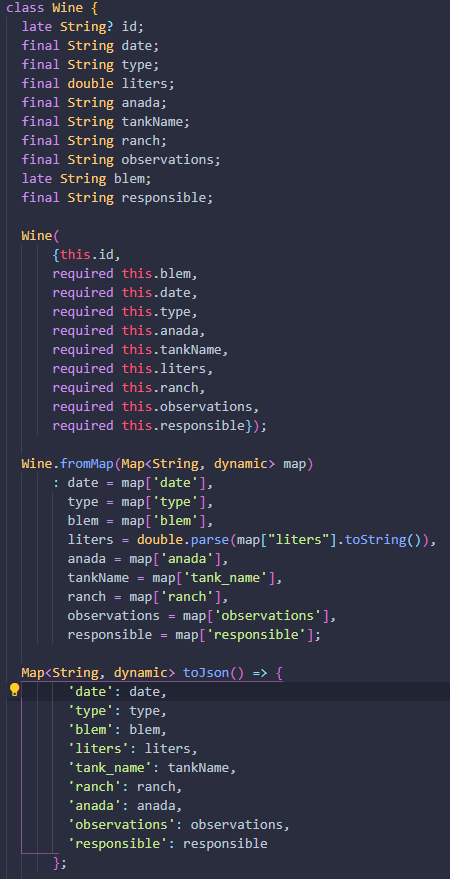 class Wine {
  late String? id;
  final String date;
  final String type;
  final double liters;
  final String anada;
  final String tankName;
  final String ranch;
  final String observations;
  late String blem;
  final String responsible;

  Wine(
      {this.id,
      required this.blem,
      required this.date,
      required this.type,
      required this.anada,
      required this.tankName,
      required this.liters,
      required this.ranch,
      required this.observations,
      required this.responsible});

  Wine.fromMap(Map<String, dynamic> map)
      : date = map['date'],
        type = map['type'],
        blem = map['blem'],
        liters = double.parse(map["liters"].toString()),
        anada = map['anada'],
        tankName = map['tank_name'],
        ranch = map['ranch'],
        observations = map['observations'],
        responsible = map['responsible'];

  Map<String, dynamic> toJson() => {
        'date': date,
        'type': type,
        'blem': blem,
        'liters': liters,
        'tank_name': tankName,
        'ranch': ranch,
        'anada': anada,
        'observations': observations,
        'responsible': responsible
      };